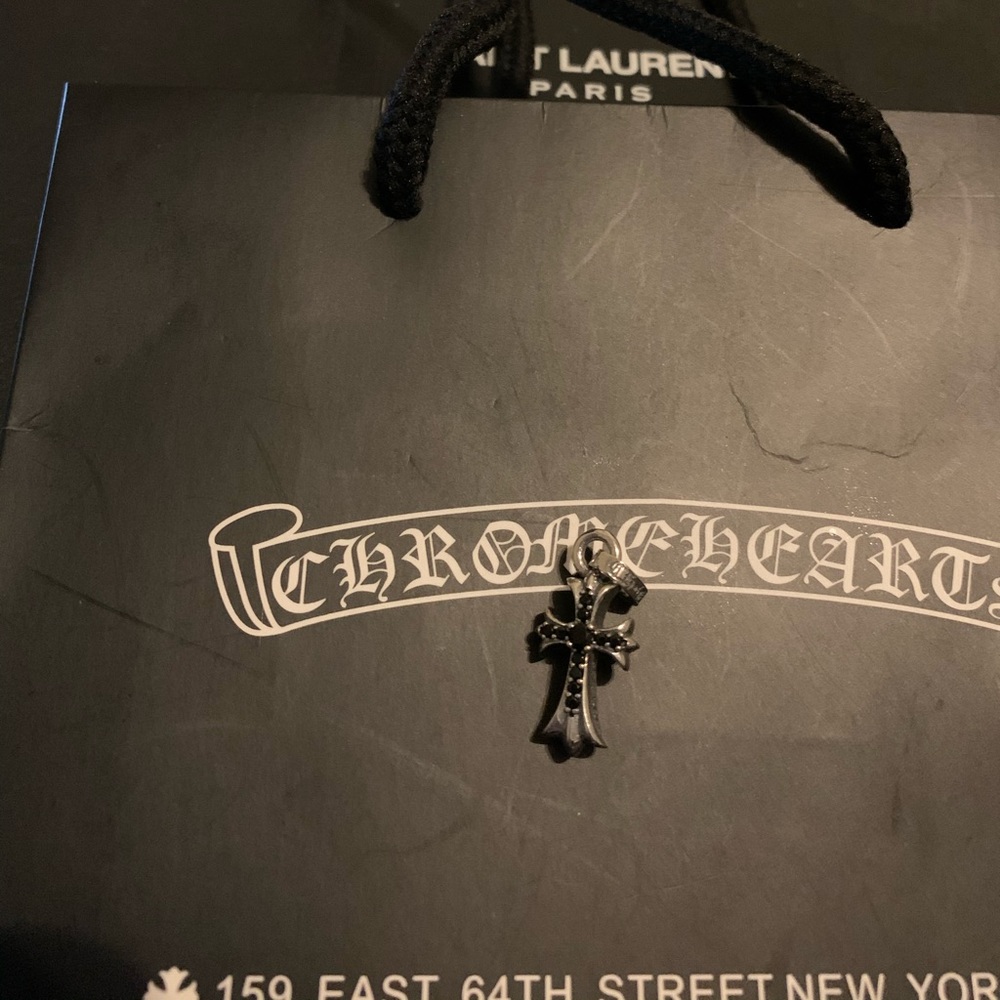 T LAUREN
PARIS
CHROMEHEARTS
159 EAST 64TH STREET NEW YOR